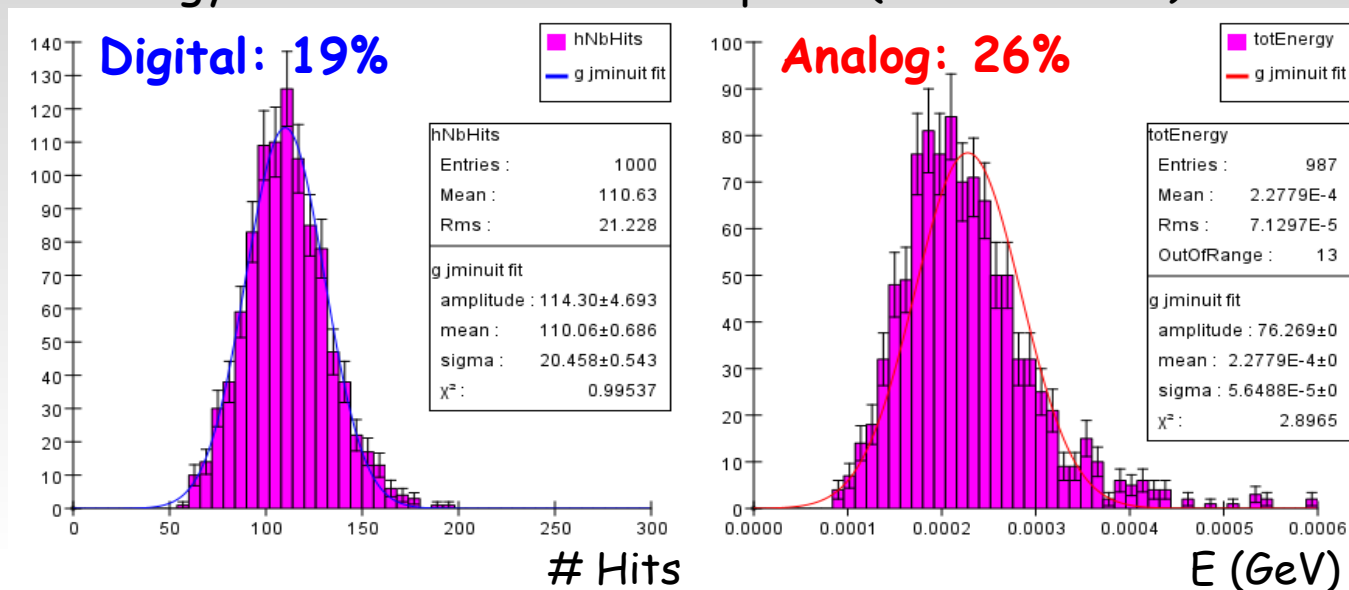 Digital: 19%
hNbHits
g jminuit fit
140
130
120
110
100
90
80
70
60
50
40
30
20
10
0
hNbHits
Entries : 1000
Mean : 110.63
Rms : 21.228
g jminuit fit
amplitude : 114.30±4.693
mean : 110.06±0.686
sigma : 20.458±0.543
χ² : 0.99537
0 50 100 150 200 250 300
# Hits
Analog: 26%
totEnergy
g jminuit fit
100
90
80
70
60
50
40
30
20
10
0
totEnergy
Entries : 987
Mean : 2.2779E-4
Rms : 7.1297E-5
OutOfRange : 13
g jminuit fit
amplitude : 76.269±0
mean : 2.2779E-4±0
sigma : 5.6488E-5±0
χ² : 2.8965
0.0000 0.0001 0.0002 0.0003 0.0004 0.0005 0.0006
E (GeV)